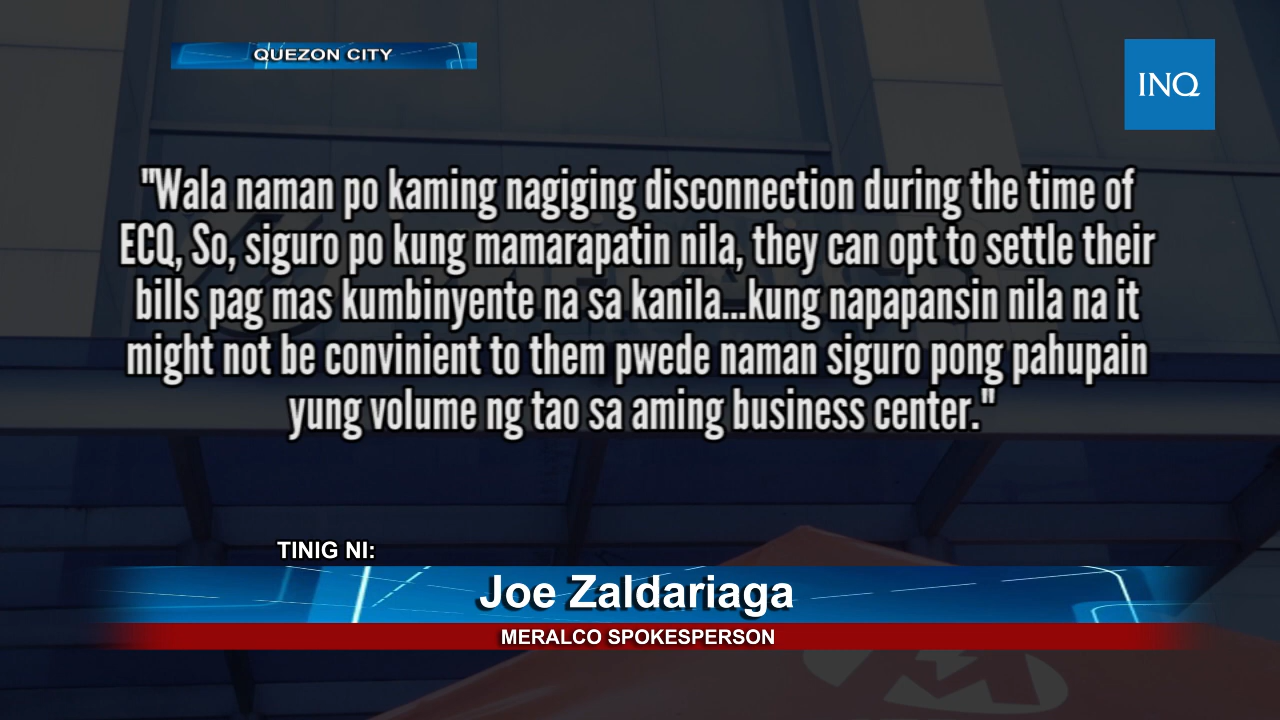 QUEZON CITY
INQ
"Wala naman po kaming nagiging disconnection during the time of
ECQ, So, siguro po kung mamarapatin nila, they can opt to settle their
bills pag mas kumbinyente na sa kanila...kung napapansin nila na it
might not be convinient to them pwede naman siguro pong pahupain
yung volume ng tao sa aming business center."
TINIG NI:
Joe Zaldariaga
MERALCO SPOKESPERSON